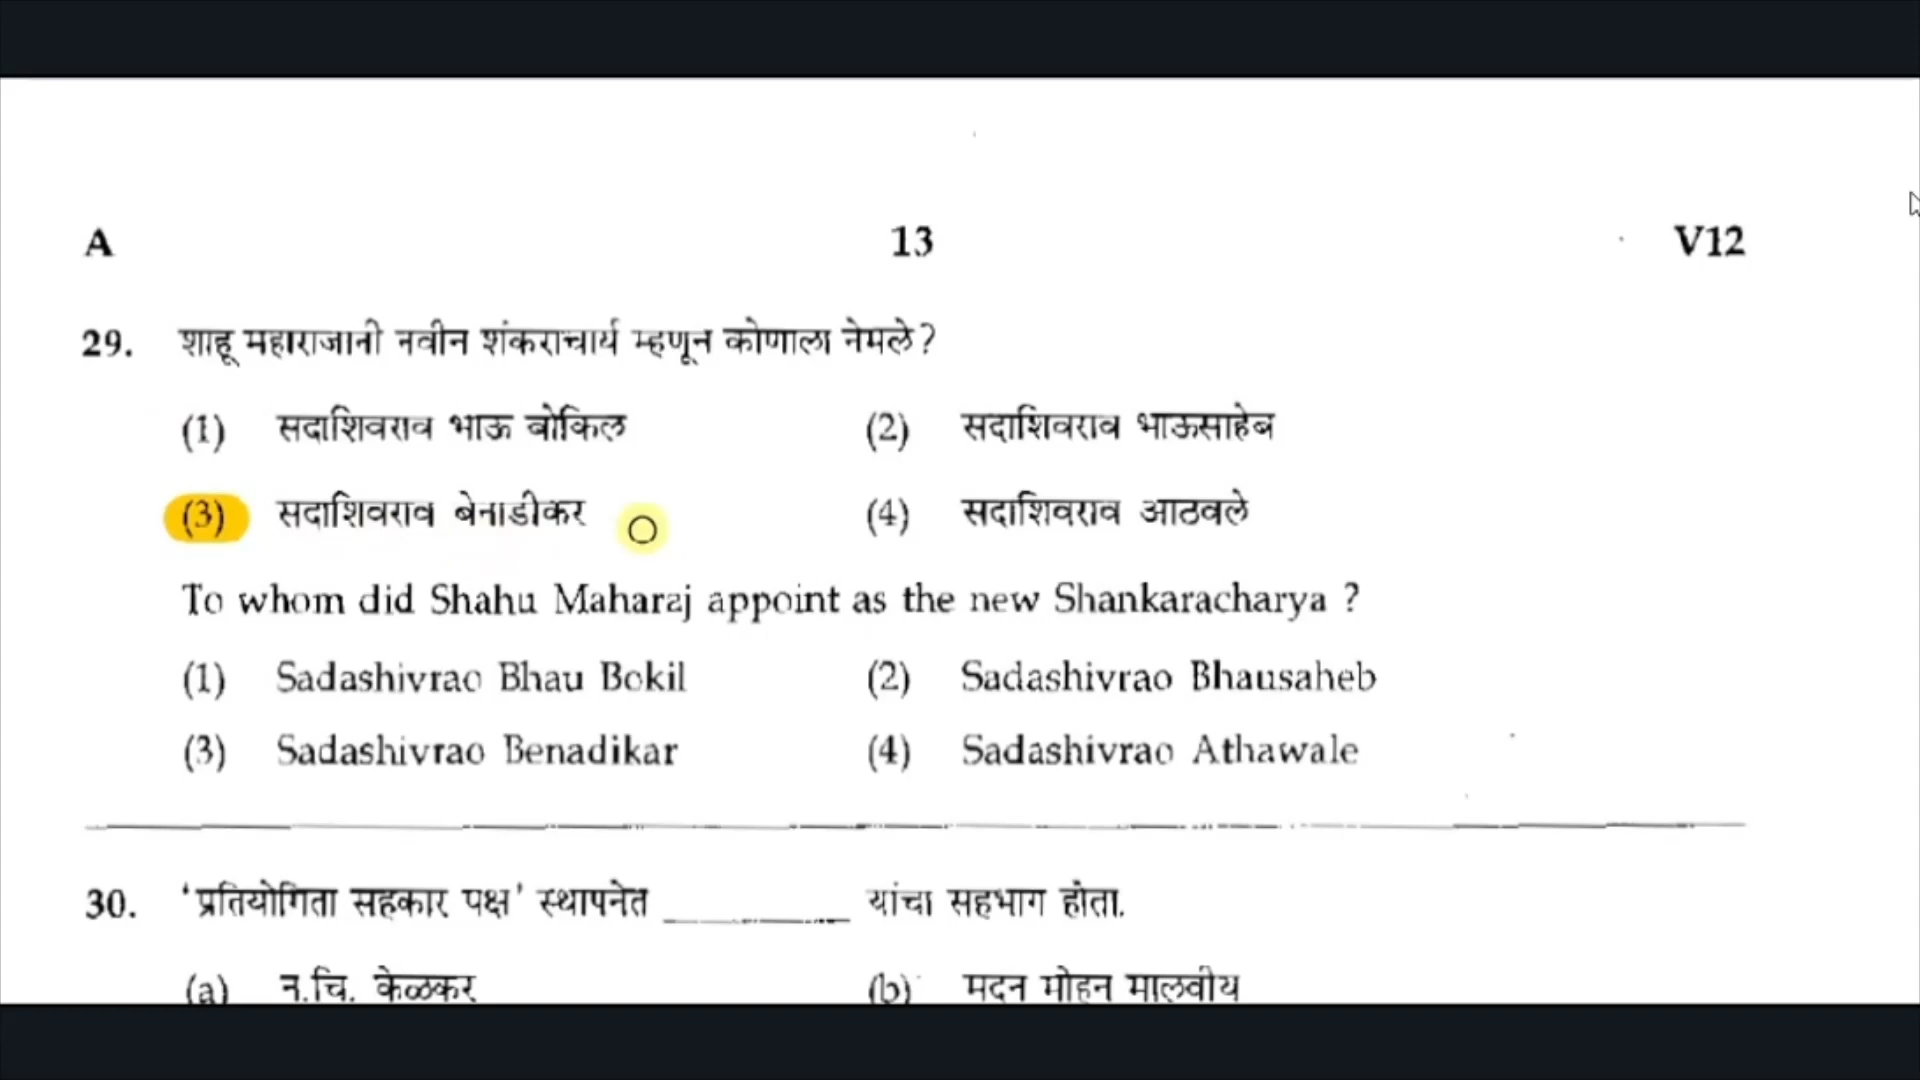 A 13 V12
29. शाहू महाराजांनी नवीन शंकराचार्य म्हणून कोणाला नेमले?
(1) सदाशिवराव भाऊ बोकिल (2) सदाशिवराव भाऊसाहेब
(3) सदाशिवराव बेनाडीकर (4) सदाशिवराव आठवले
To whom did Shahu Maharaj appoint as the new Shankaracharya ?
(1) Sadashivrao Bhau Bokil (2) Sadashivrao Bhausaheb
(3) Sadashivrao Benadikar (4) Sadashivrao Athawale
30. 'प्रतियोगिता सहकार पक्ष' स्थापनेत ________ यांचा सहभाग होता.
(a) न.चि. केळकर (b) मदन मोहन मालवीय